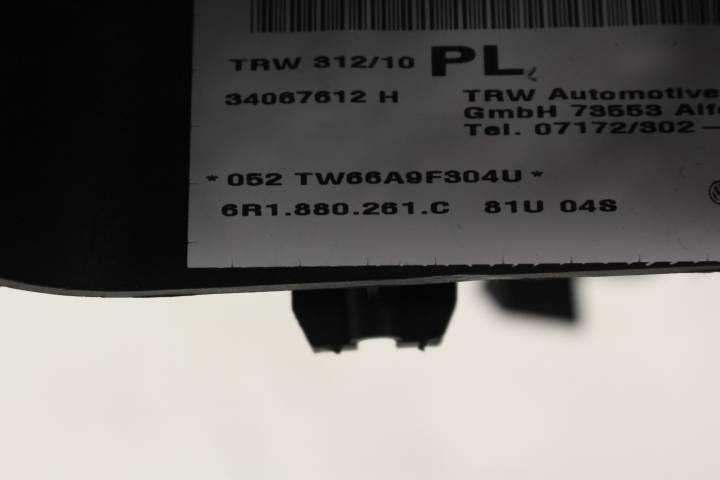 TRW 312/10 PL
34067612 H TRW Automotive
GmbH 73553 Alf
Tel. 07172/302-
*052 TW66A9F304U*
6R1.880.261.C 81U 04S